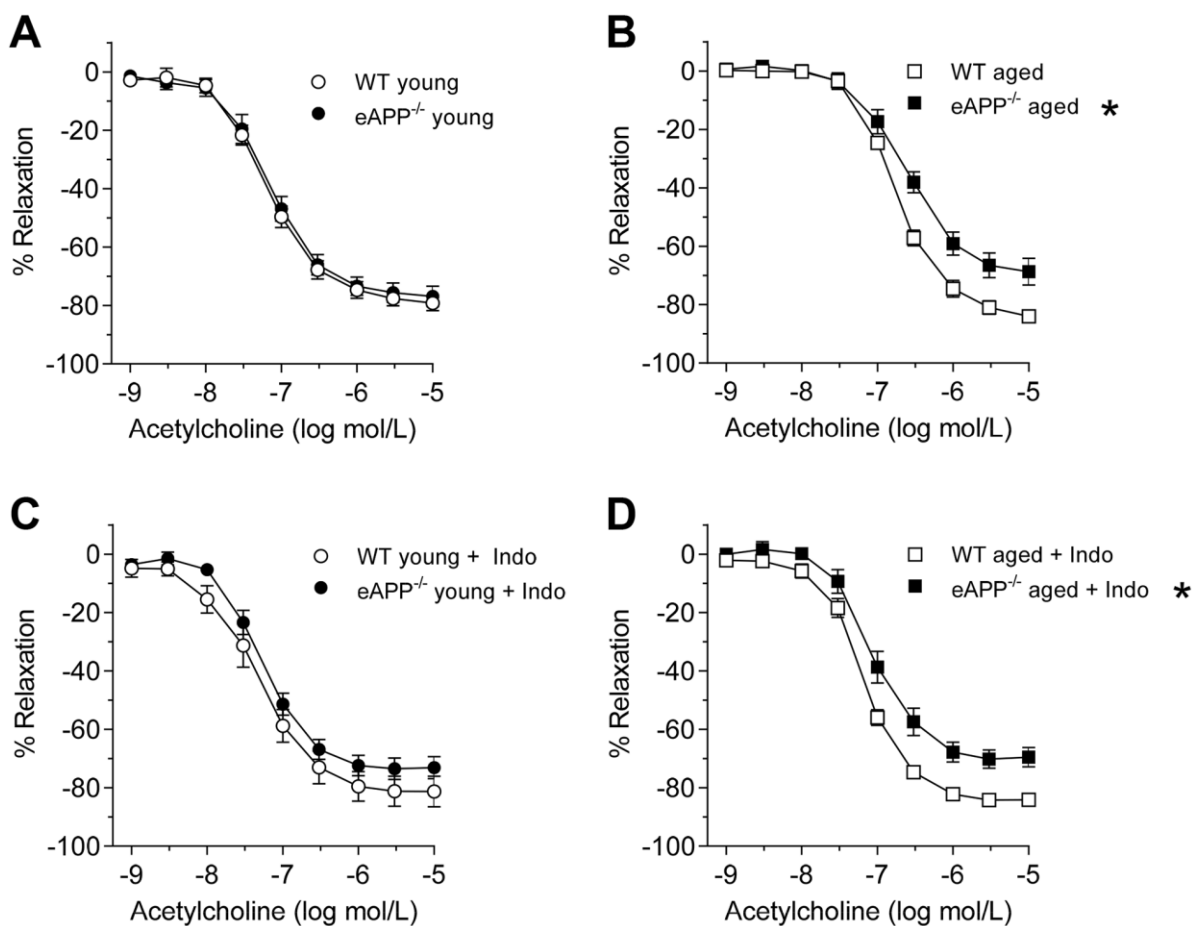 A
% Relaxation
0
-20
-40
-60
-80
-100
WT young
eAPP-/- young
-9 -8 -7 -6 -5
Acetylcholine (log mol/L)
B
% Relaxation
0
-20
-40
-60
-80
-100
WT aged
eAPP-/- aged *
-9 -8 -7 -6 -5
Acetylcholine (log mol/L)
C
% Relaxation
0
-20
-40
-60
-80
-100
WT young + Indo
eAPP-/- young + Indo
-9 -8 -7 -6 -5
Acetylcholine (log mol/L)
D
% Relaxation
0
-20
-40
-60
-80
-100
WT aged + Indo
eAPP-/- aged + Indo *
-9 -8 -7 -6 -5
Acetylcholine (log mol/L)